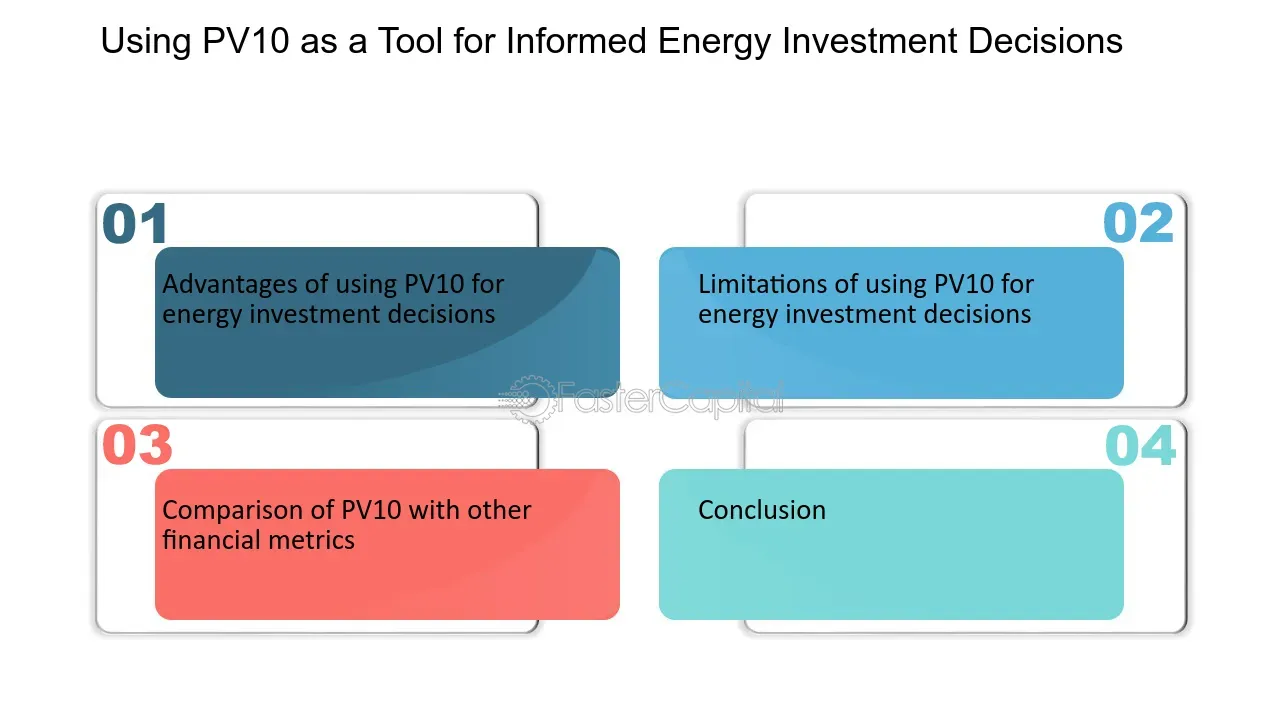 Using PV10 as a Tool for Informed Energy Investment Decisions
01
Advantages of using PV10 for
energy investment decisions
02
Limitations of using PV10 for
energy investment decisions
FasterCapital
03
Comparison of PV10 with other
financial metrics
04
Conclusion